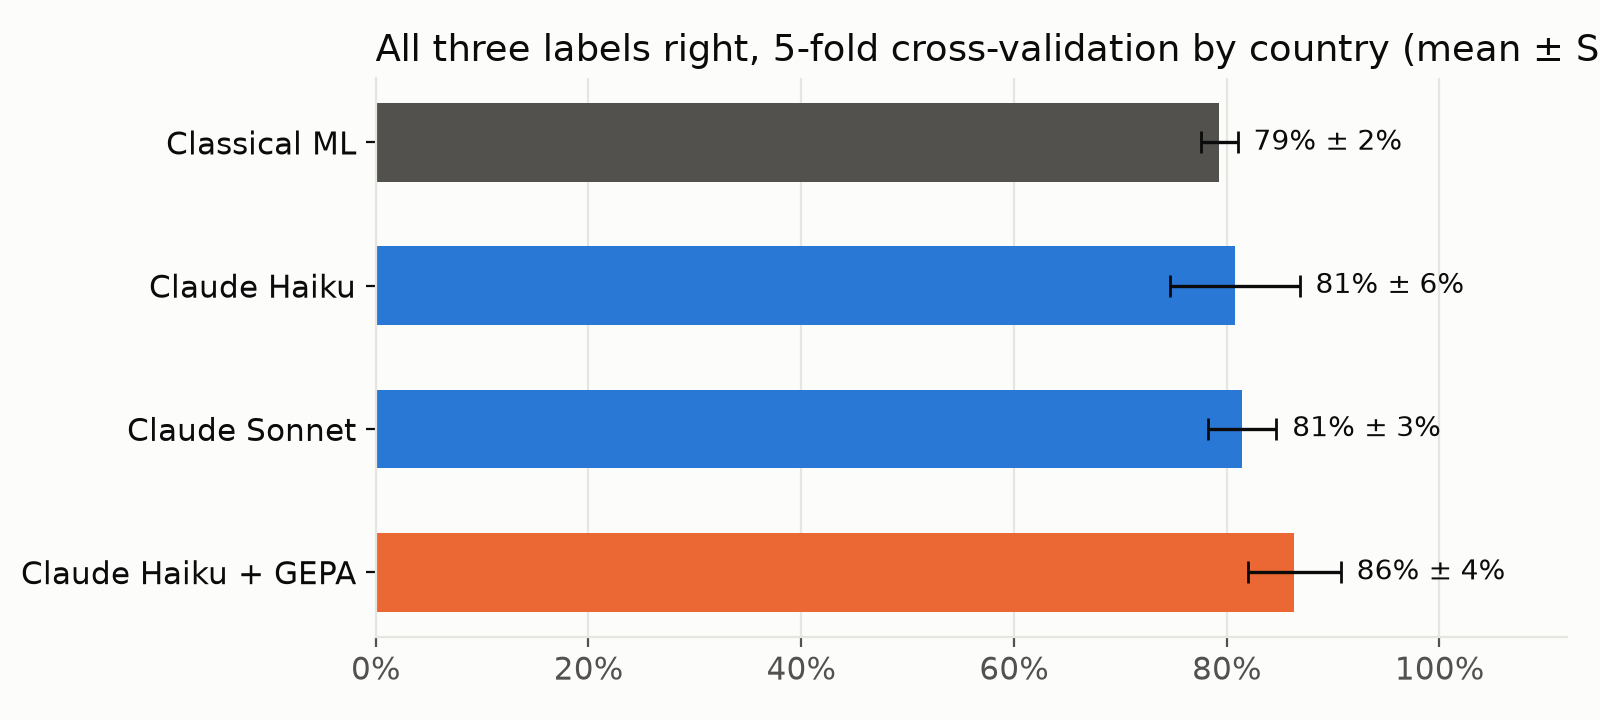 All three labels right, 5-fold cross-validation by country (mean ± S
Classical ML
79% ± 2%
Claude Haiku
81% ± 6%
Claude Sonnet
81% ± 3%
Claude Haiku + GEPA
86% ± 4%
0% 20% 40% 60% 80% 100%